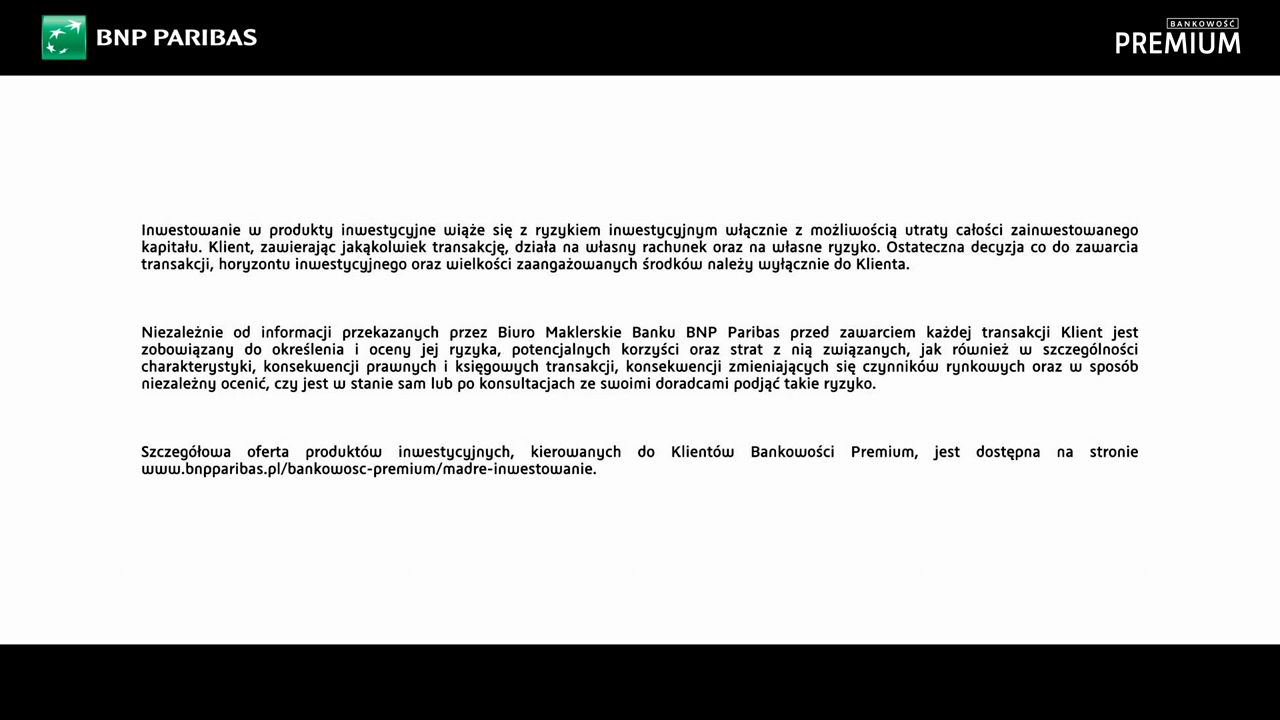 BNP PARIBAS
BANKOWOŚĆ
PREMIUM
Inwestowanie w produkty inwestycyjne wiąże się z ryzykiem inwestycyjnym włącznie z możliwością utraty całości zainwestowanego
kapitału. Klient, zawierając jakąkolwiek transakcję, działa na własny rachunek oraz na własne ryzyko. Ostateczna decyzja co do zawarcia
transakcji, horyzontu inwestycyjnego oraz wielkości zaangażowanych środków należy wyłącznie do Klienta.
Niezależnie od informacji przekazanych przez Biuro Maklerskie Banku BNP Paribas przed zawarciem każdej transakcji Klient jest
zobowiązany do określenia i oceny jej ryzyka, potencjalnych korzyści oraz strat z nią związanych, jak również w szczególności
charakterystyki, konsekwencji prawnych i księgowych transakcji, konsekwencji zmieniających się czynników rynkowych oraz w sposób
niezależny ocenić, czy jest w stanie sam lub po konsultacjach ze swoimi doradcami podjąć takie ryzyko.
Szczegółowa oferta produktów inwestycyjnych, kierowanych do Klientów Bankowości Premium, jest dostępna na stronie
www.bnpparibas.pl/bankowosc-premium/madre-inwestowanie.